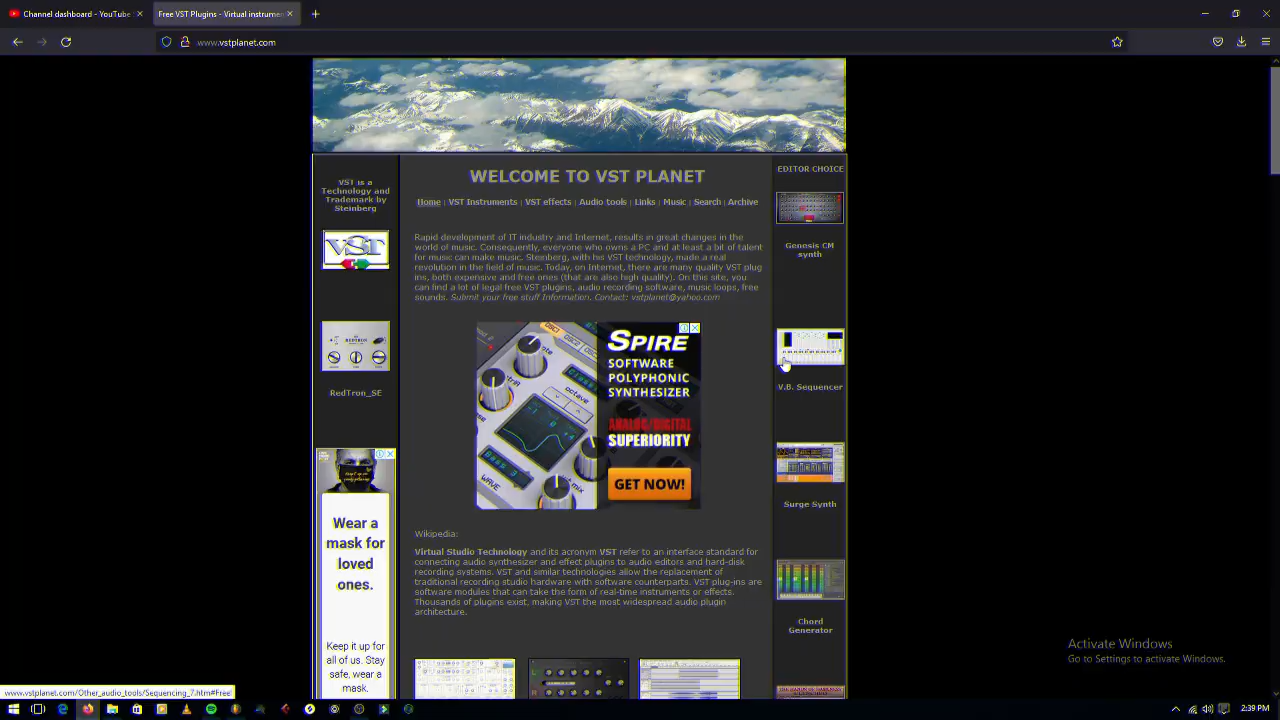 Channel dashboard - YouTube
Free VST Plugins - Virtual instrumen
www.vstplanet.com
WELCOME TO VST PLANET
Home | VST Instruments | VST effects | Audio tools | Links | Music | Search | Archive
VST is a
Technology and
Trademark by
Steinberg
VST
RedTron_SE
Rapid development of IT industry and Internet, results in great changes in the
world of music. Consequently, everyone who owns a PC and at least a bit of talent
for music can make music. Steinberg, with his VST technology, made a real
revolution in the field of music. Today, on Internet, there are many quality VST plug
ins, both expensive and free ones (that are also high quality). On this site, you
can find a lot of legal free VST plugins, audio recording software, music loops, free
sounds. Submit your free stuff Information. Contact: vstplanet@yahoo.com
SPIRE
SOFTWARE
POLYPHONIC
SYNTHESIZER
ANALOG/DIGITAL
SUPERIORITY
GET NOW!
octave
WAVE
Wear a
mask for
loved
ones.
Keep it up for
all of us. Stay
safe, wear a
mask.
Wikipedia:
Virtual Studio Technology and its acronym VST refer to an interface standard for
connecting audio synthesizer and effect plugins to audio editors and hard-disk
recording systems. VST and similar technologies allow the replacement of
traditional recording studio hardware with software counterparts. VST plug-ins are
software modules that can take the form of real-time instruments or effects.
Thousands of plugins exist, making VST the most widespread audio plugin
architecture.
EDITOR CHOICE
Genesis CM
synth
V.B. Sequencer
Surge Synth
Chord
Generator
Activate Windows
Go to Settings to activate Windows.
www.vstplanet.com/Other_audio_tools/Sequencing_7.htm#Free
2:39 PM